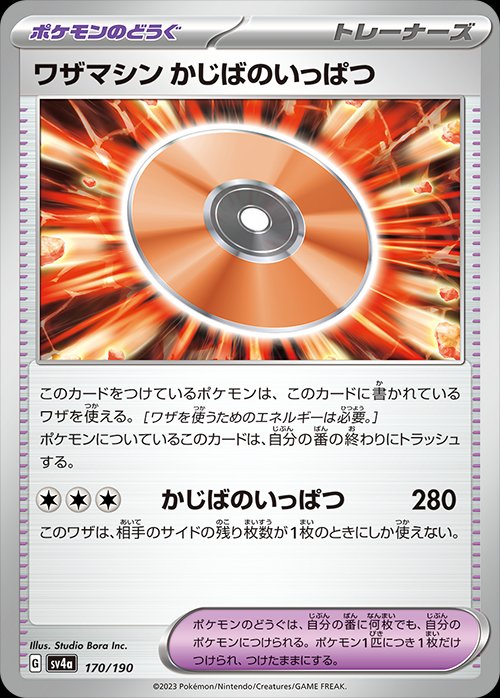 ポケモンのどうぐ トレーナーズ
ワザマシン かじばのいっぱつ
このカードをつけているポケモンは、このカードに書かれている
ワザを使える。[ワザを使うためのエネルギーは必要。]
ポケモンについているこのカードは、自分の番の終わりにトラッシュ
する。
かじばのいっぱつ 280
このワザは、相手のサイドの残り枚数が1枚のときにしか使えない。
ポケモンのどうぐは、自分の番に何枚でも、自分の
ポケモンにつけられる。ポケモン1匹につき1枚だけ
つけられ、つけたままにする。
Illus. Studio Bora Inc.
G sv4a 170/190
©2023 Pokémon/Nintendo/Creatures/GAME FREAK.